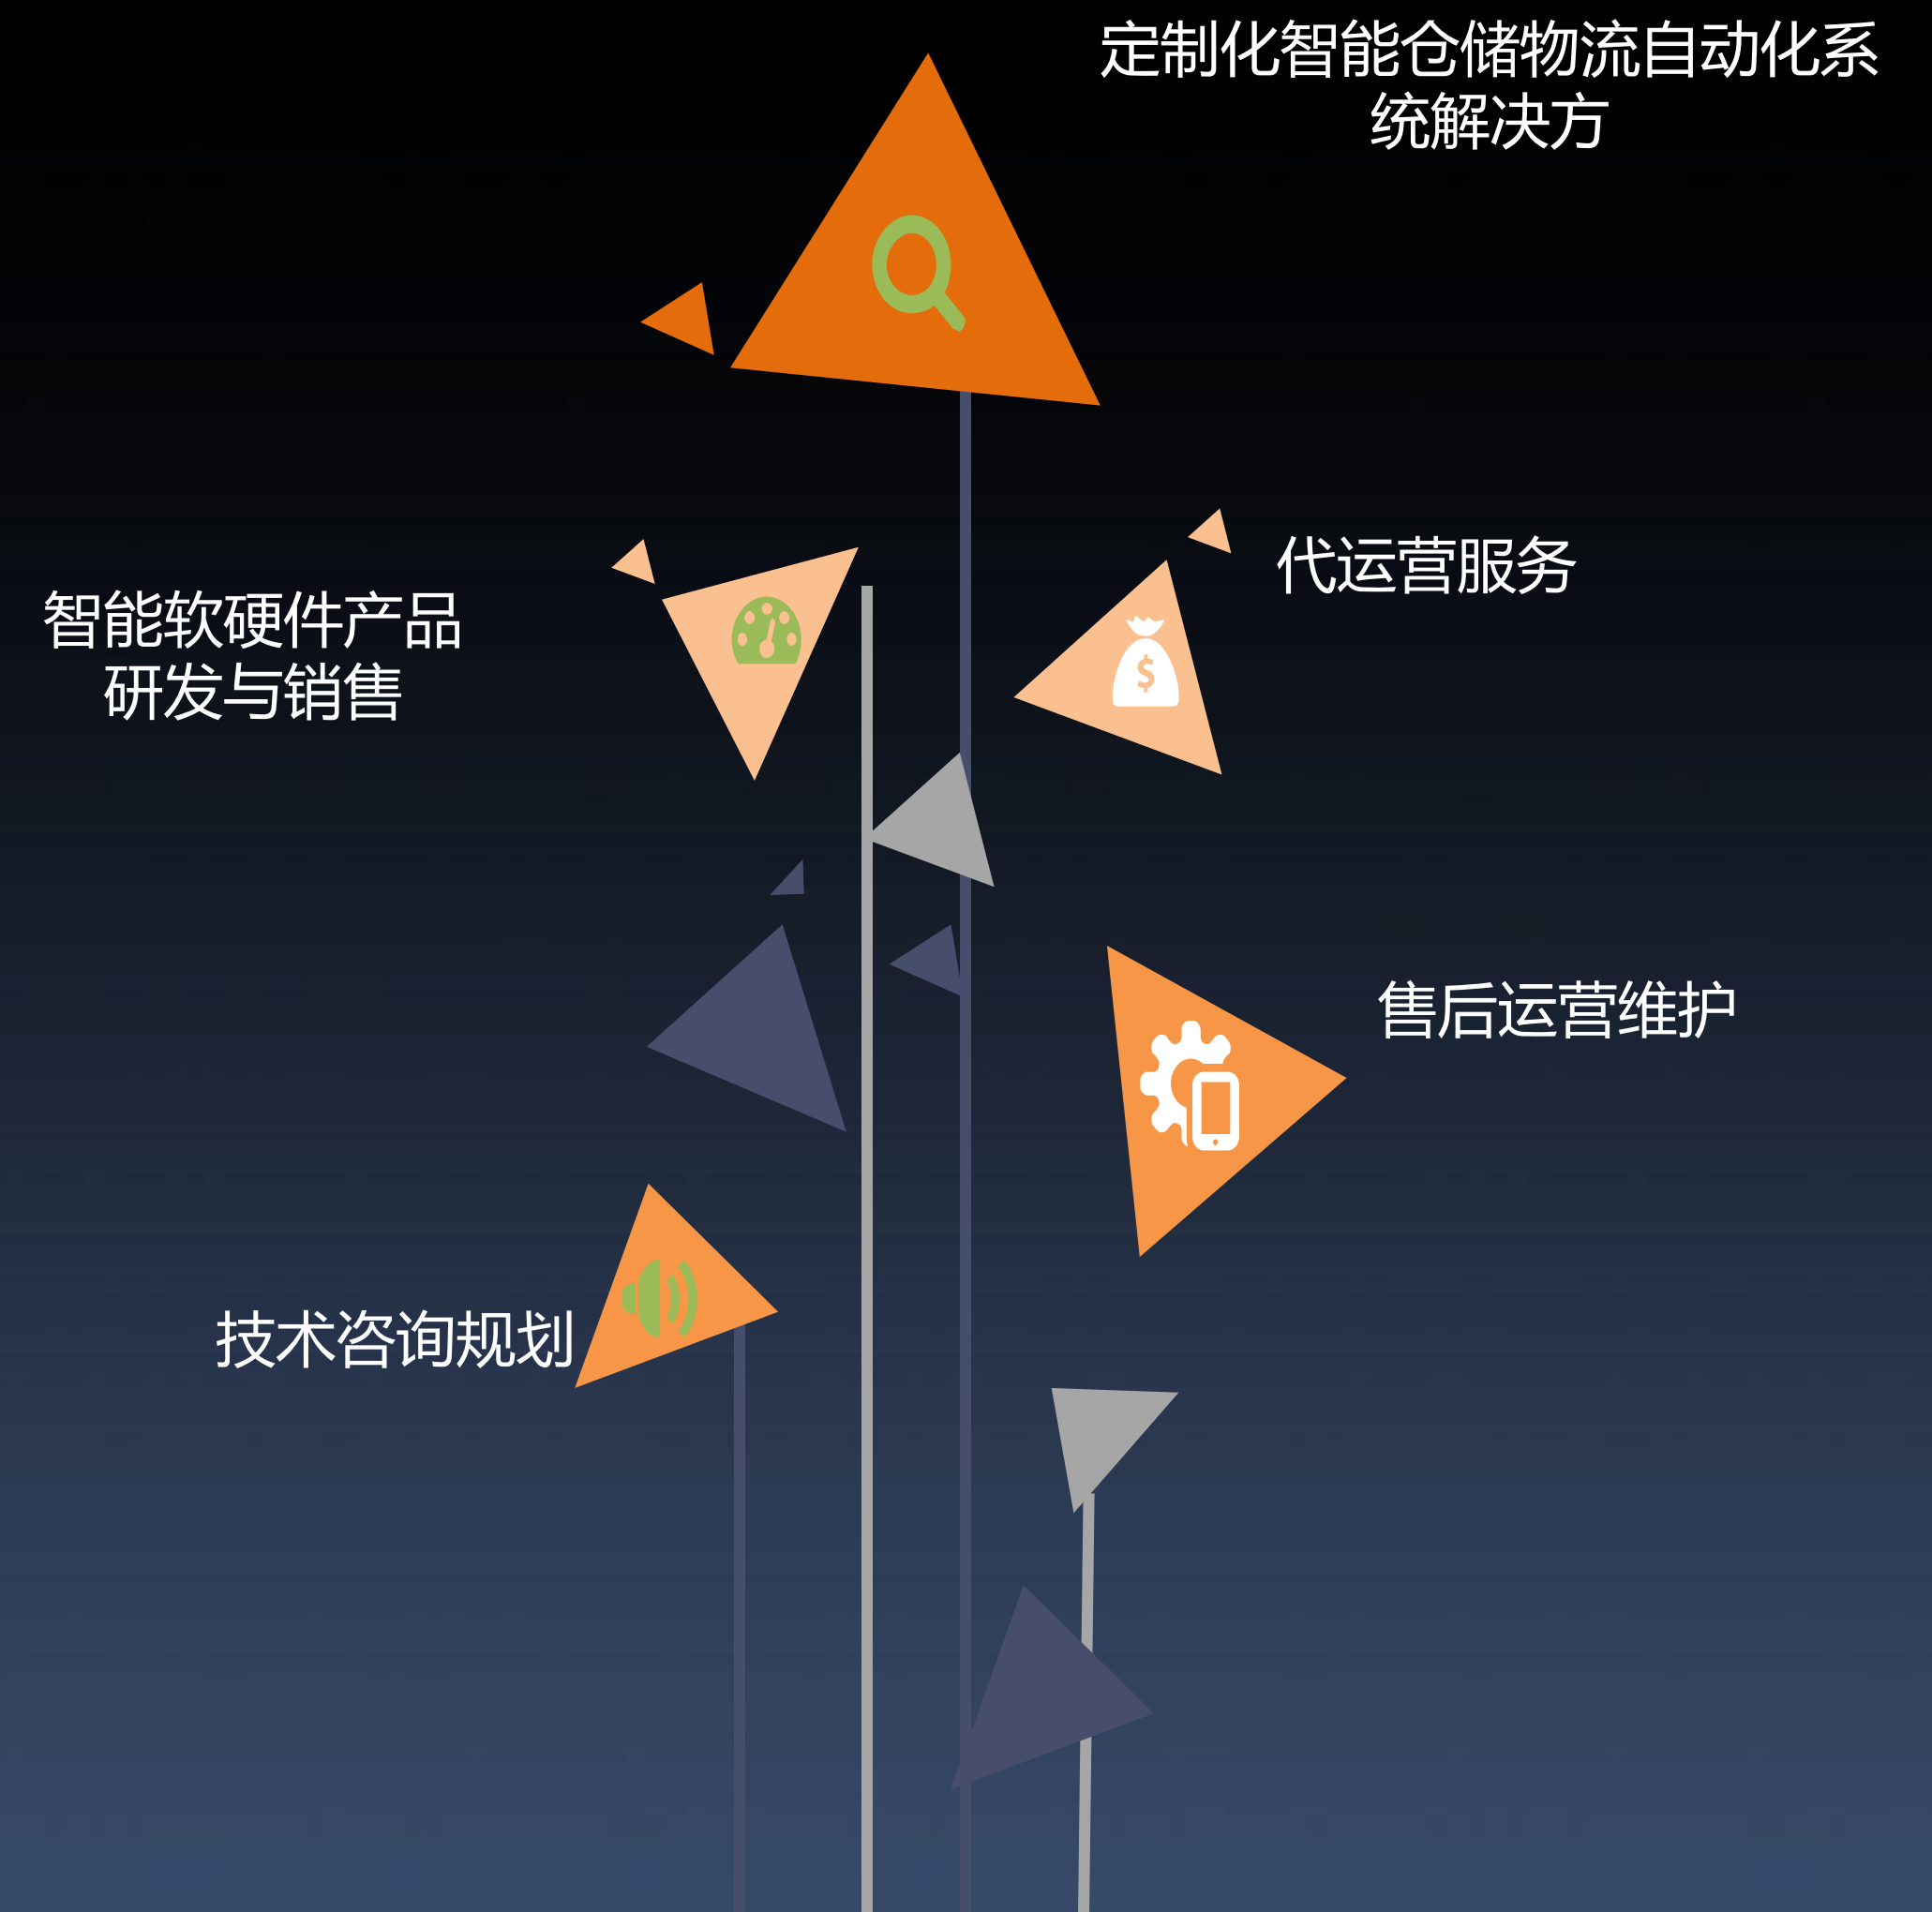 定制化智能仓储物流自动化系
统解决方
代运营服务
智能软硬件产品
研发与销售
售后运营维护
技术咨询规划
$